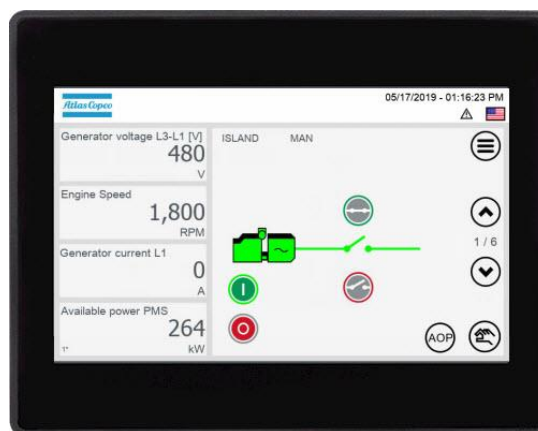 Atlas Copco
05/17/2019 - 01:16:23 PM
Generator voltage L3-L1 [V]
480
V
ISLAND MAN
Engine Speed
1,800
RPM
1 / 6
Generator current L1
0
A
Available power PMS
264
kW
1"
I
O
AOP